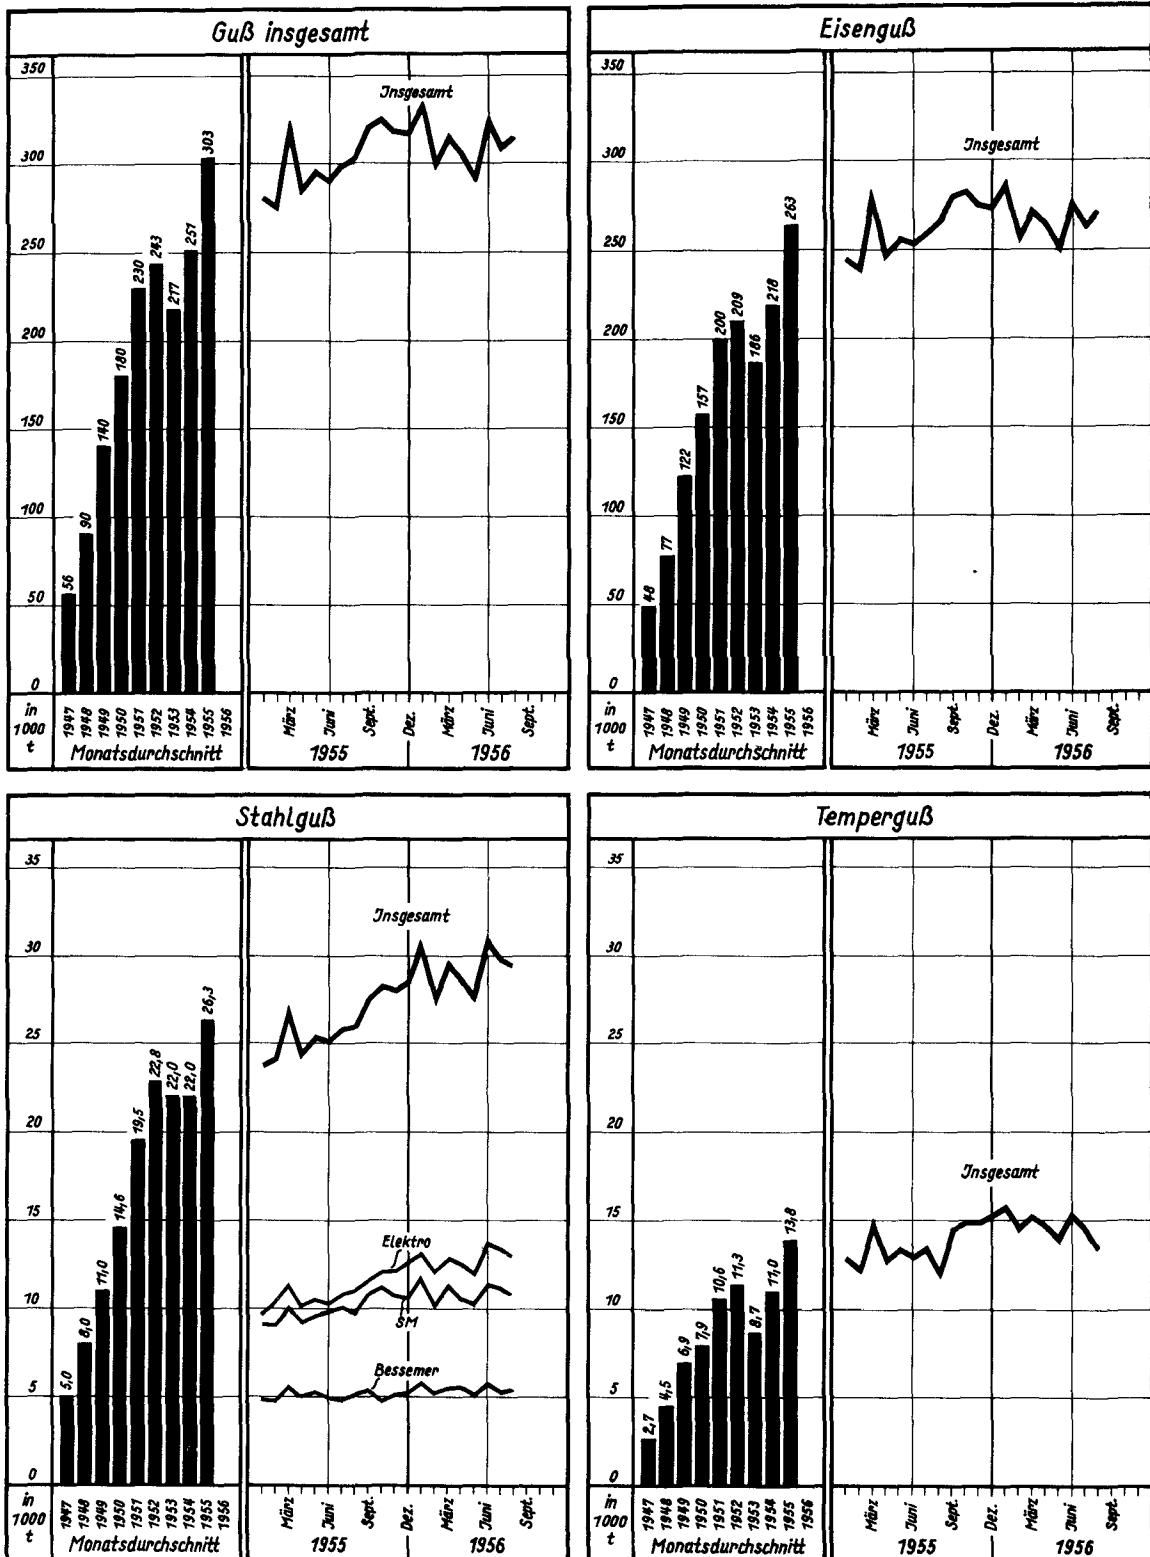 Guß insgesamt
350
300
250
200
150
100
50
0
in
1000
t
56
90
140
180
230
243
217
251
303
1947
1948
1949
1950
1951
1952
1953
1954
1955
1956
Monatsdurchschnitt
Insgesamt
März
Juni
Sept.
Dez.
März
Juni
Sept.
1955
1956
Eisenguß
350
300
250
200
150
100
50
0
in
1000
t
48
77
122
157
200
209
186
218
263
1947
1948
1949
1950
1951
1952
1953
1954
1955
1956
Monatsdurchschnitt
Insgesamt
März
Juni
Sept.
Dez.
März
Juni
Sept.
1955
1956
Stahlguß
35
30
25
20
15
10
5
0
in
1000
t
5,0
8,0
11,0
14,6
19,5
22,8
22,0
22,0
26,3
1947
1948
1949
1950
1951
1952
1953
1954
1955
1956
Monatsdurchschnitt
Insgesamt
Elektro
SM
Bessemer
März
Juni
Sept.
Dez.
März
Juni
Sept.
1955
1956
Temperguß
35
30
25
20
15
10
5
0
in
1000
t
2,7
4,5
6,9
7,9
10,6
11,3
8,7
11,0
13,8
1947
1948
1949
1950
1951
1952
1953
1954
1955
1956
Monatsdurchschnitt
Insgesamt
März
Juni
Sept.
Dez.
März
Juni
Sept.
1955
1956